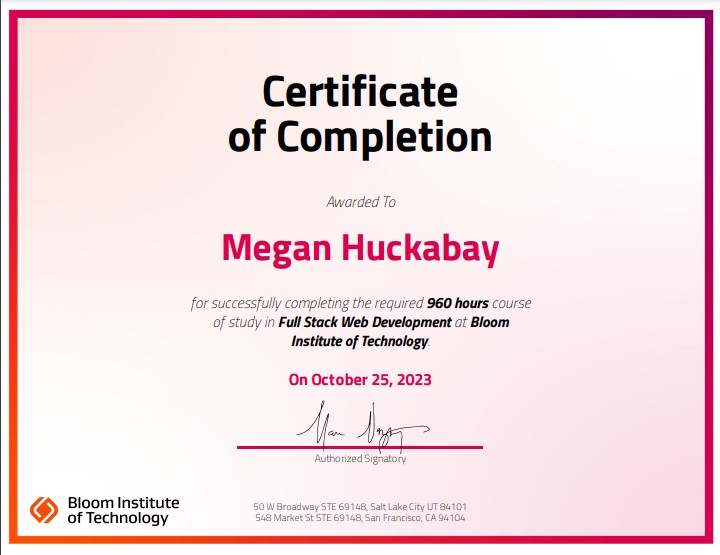 Certificate
of Completion
Awarded To
Megan Huckabay
for successfully completing the required 960 hours course
of study in Full Stack Web Development at Bloom
Institute of Technology.
On October 25, 2023
Authorized Signatory
Bloom Institute
of Technology
50 W Broadway STE 69148, Salt Lake City UT 84101
548 Market St STE 69148, San Francisco, CA 94104